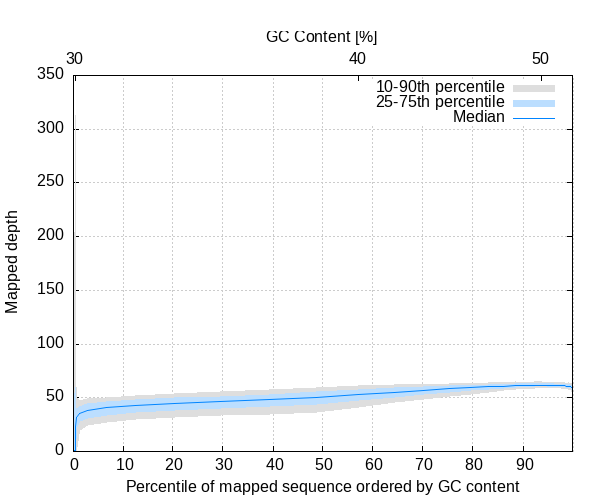 GC Content [%]
30 40 50
350
300
250
200
150
100
50
0
Mapped depth
10-90th percentile
25-75th percentile
Median
0 10 20 30 40 50 60 70 80 90
Percentile of mapped sequence ordered by GC content